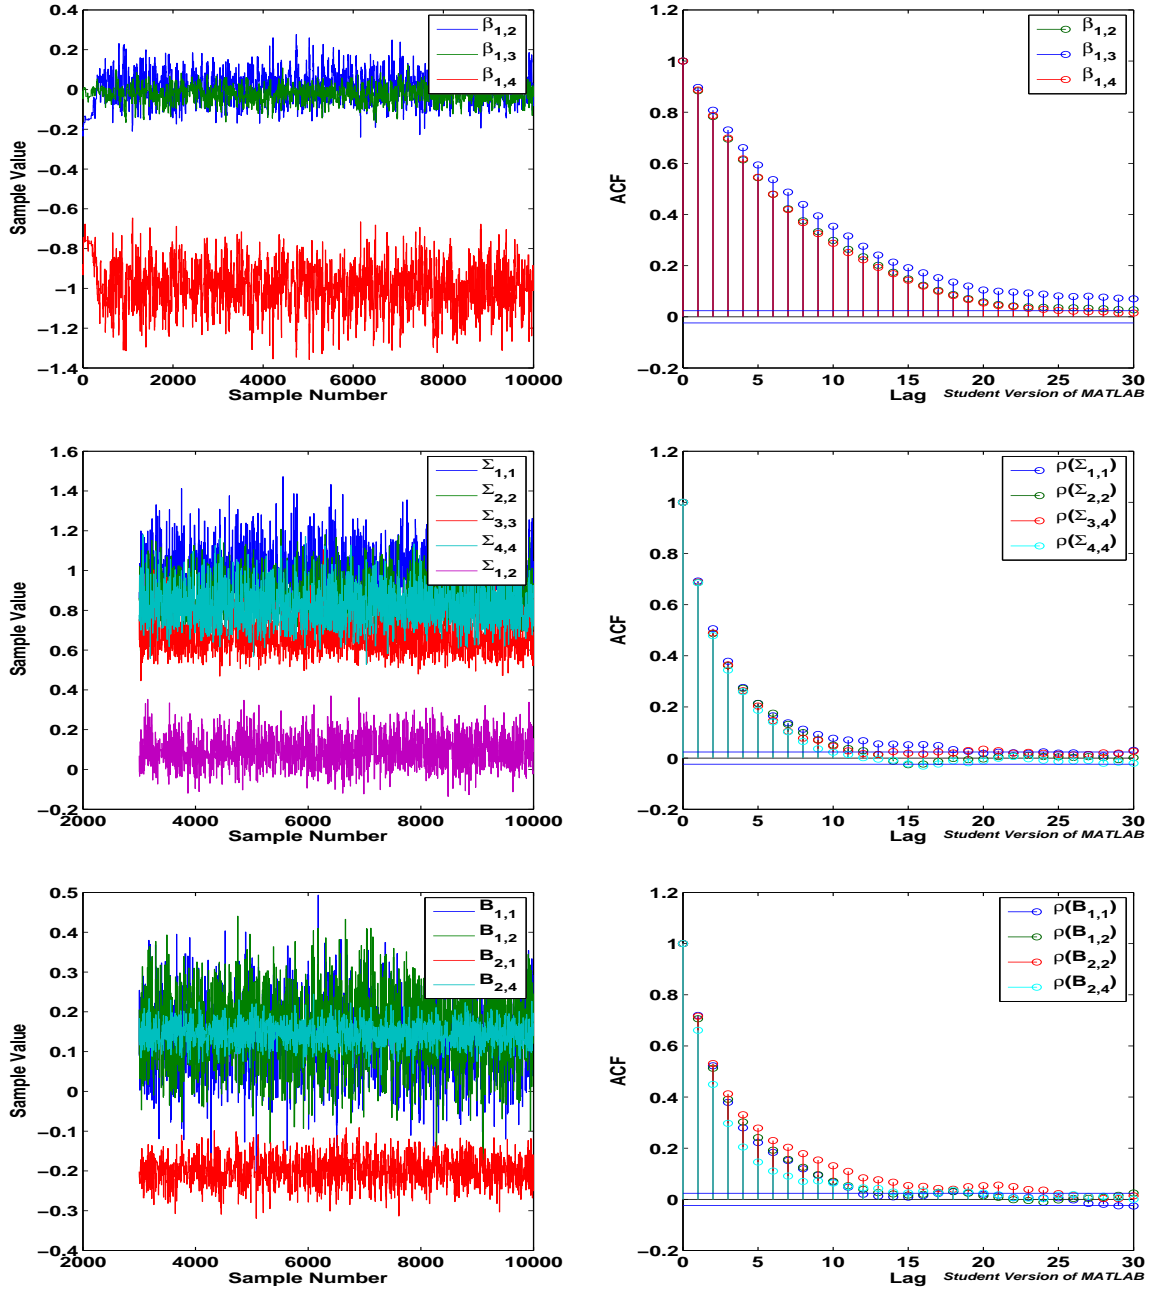 0.4
0.2
0
−0.2
−0.4
−0.6
−0.8
−1
−1.2
−1.4
0
2000
4000
6000
8000
10000
Sample Number
Sample Value
β1,2
β1,3
β1,4
1.2
1
0.8
0.6
0.4
0.2
0
−0.2
0
5
10
15
20
25
30
Lag
ACF
β1,2
β1,3
β1,4
Student Version of MATLAB
1.6
1.4
1.2
1
0.8
0.6
0.4
0.2
0
−0.2
2000
4000
6000
8000
10000
Sample Number
Sample Value
Σ1,1
Σ2,2
Σ3,3
Σ4,4
Σ1,2
1.2
1
0.8
0.6
0.4
0.2
0
−0.2
0
5
10
15
20
25
30
Lag
ACF
ρ(Σ1,1)
ρ(Σ2,2)
ρ(Σ3,4)
ρ(Σ4,4)
Student Version of MATLAB
0.5
0.4
0.3
0.2
0.1
0
−0.1
−0.2
−0.3
−0.4
2000
4000
6000
8000
10000
Sample Number
Sample Value
B1,1
B1,2
B2,1
B2,4
1.2
1
0.8
0.6
0.4
0.2
0
−0.2
0
5
10
15
20
25
30
Lag
ACF
ρ(B1,1)
ρ(B1,2)
ρ(B2,2)
ρ(B2,4)
Student Version of MATLAB